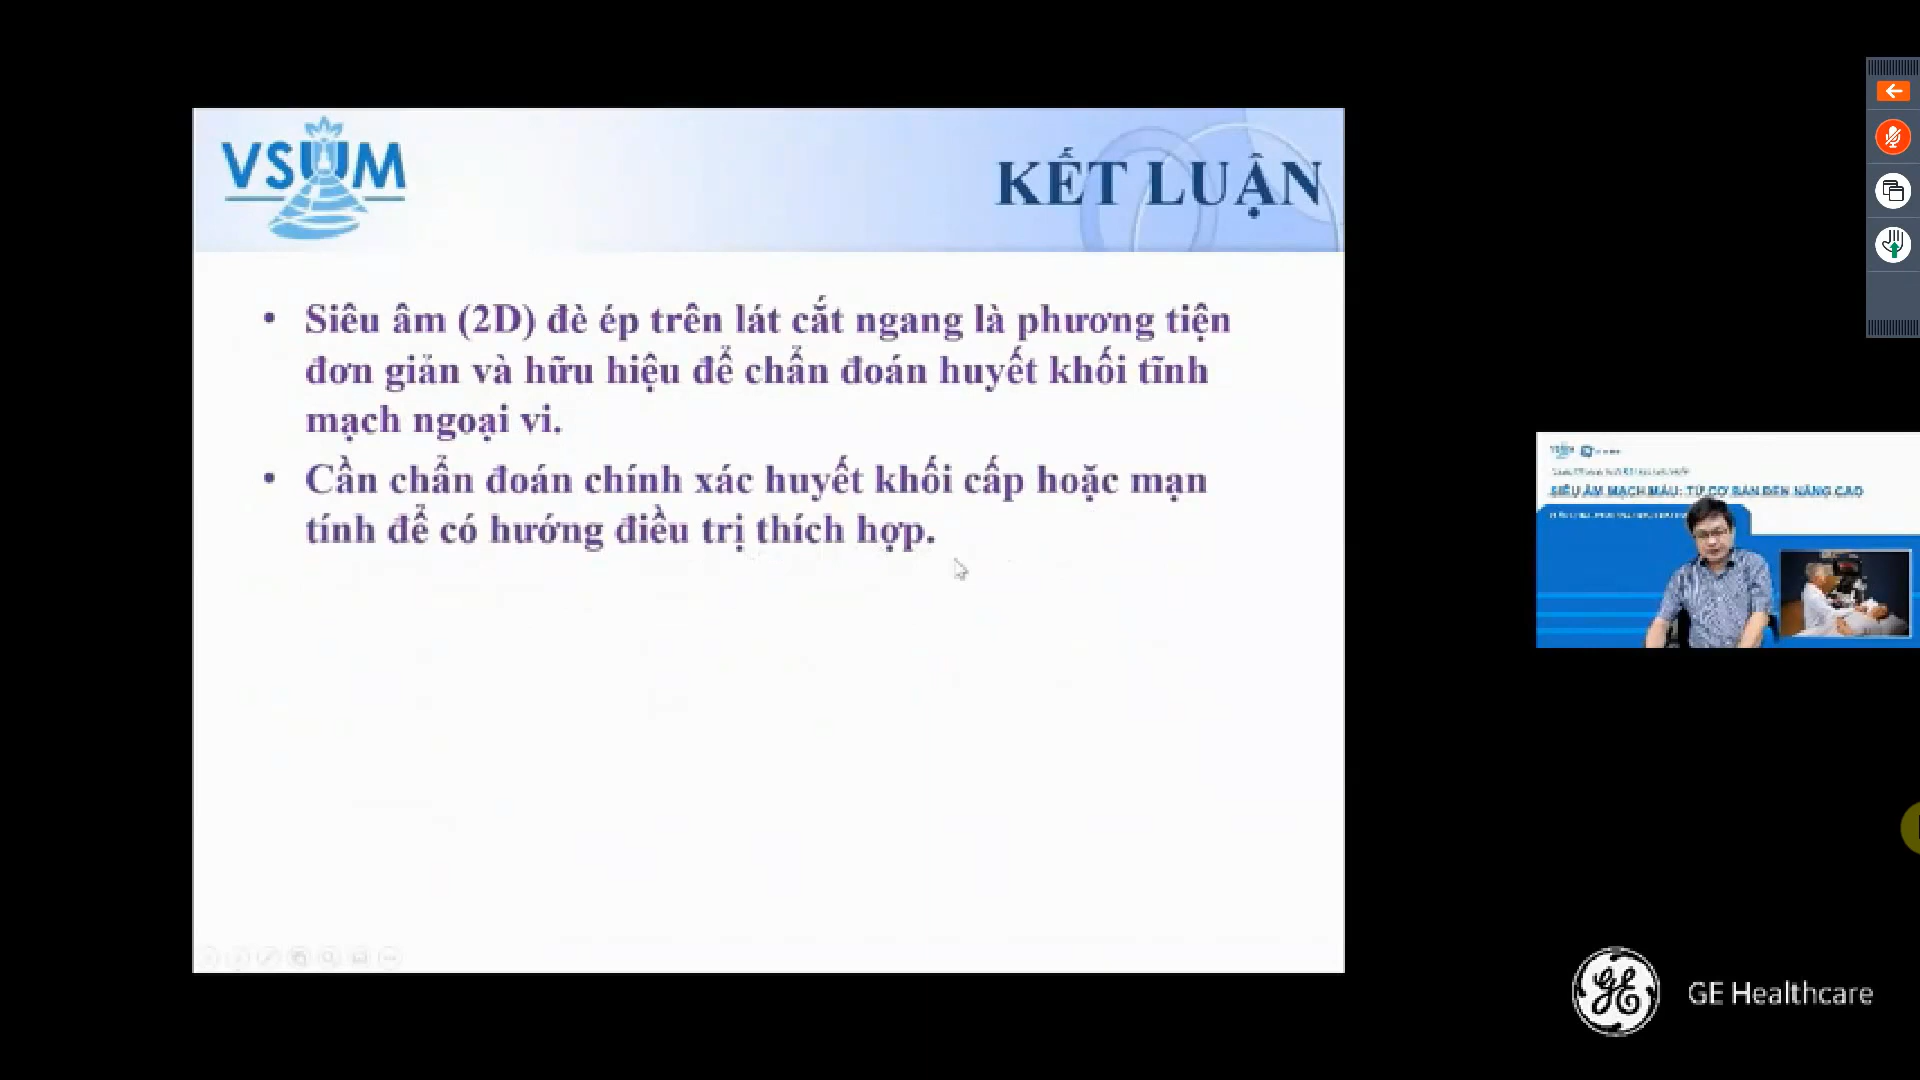 VSUM
KẾT LUẬN
• Siêu âm (2D) đè ép trên lát cắt ngang là phương tiện
đơn giản và hữu hiệu để chẩn đoán huyết khối tĩnh
mạch ngoại vi.
• Cần chẩn đoán chính xác huyết khối cấp hoặc mạn
tính để có hướng điều trị thích hợp.
SIÊU ÂM MẠCH MÁU: TỪ CƠ BẢN ĐẾN NÂNG CAO
GE Healthcare